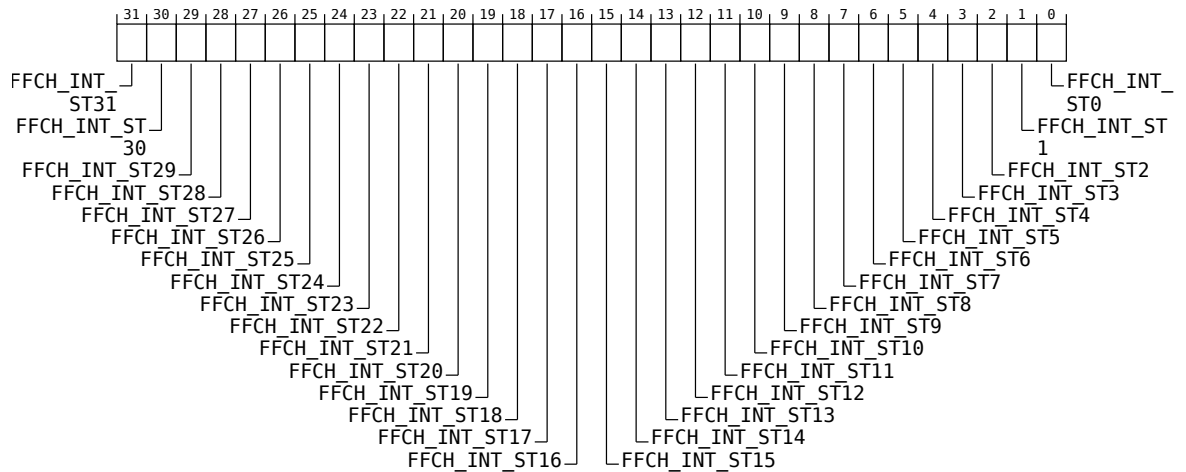 31 30 29 28 27 26 25 24 23 22 21 20 19 18 17 16 15 14 13 12 11 10 9 8 7 6 5 4 3 2 1 0
FFCH_INT_
ST31
FFCH_INT_ST
30
FFCH_INT_ST29
FFCH_INT_ST28
FFCH_INT_ST27
FFCH_INT_ST26
FFCH_INT_ST25
FFCH_INT_ST24
FFCH_INT_ST23
FFCH_INT_ST22
FFCH_INT_ST21
FFCH_INT_ST20
FFCH_INT_ST19
FFCH_INT_ST18
FFCH_INT_ST17
FFCH_INT_ST16
FFCH_INT_
ST0
FFCH_INT_ST
1
FFCH_INT_ST2
FFCH_INT_ST3
FFCH_INT_ST4
FFCH_INT_ST5
FFCH_INT_ST6
FFCH_INT_ST7
FFCH_INT_ST8
FFCH_INT_ST9
FFCH_INT_ST10
FFCH_INT_ST11
FFCH_INT_ST12
FFCH_INT_ST13
FFCH_INT_ST14
FFCH_INT_ST15